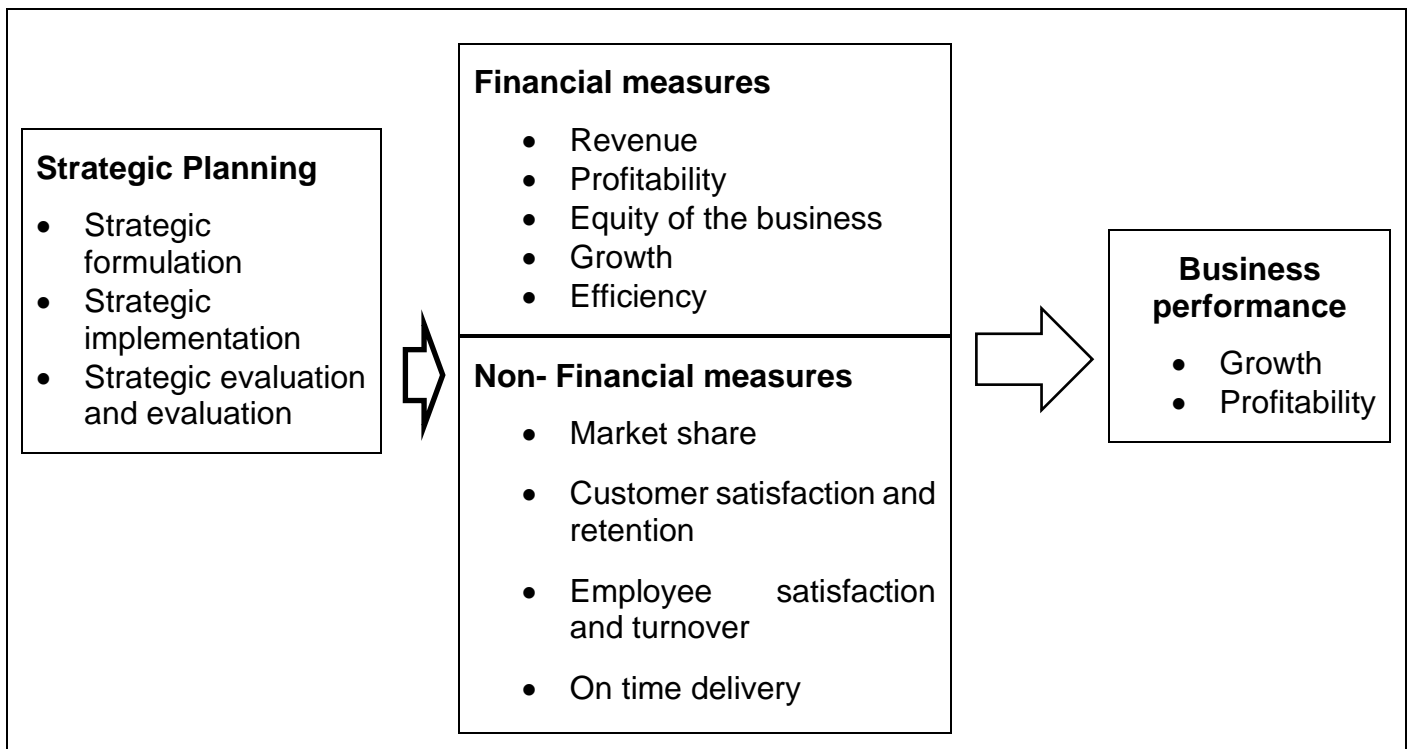 Strategic Planning
• Strategic
formulation
• Strategic
implementation
• Strategic evaluation
and evaluation
Financial measures
• Revenue
• Profitability
• Equity of the business
• Growth
• Efficiency
Non- Financial measures
• Market share
• Customer satisfaction and
retention
• Employee satisfaction
and turnover
• On time delivery
Business
performance
• Growth
• Profitability